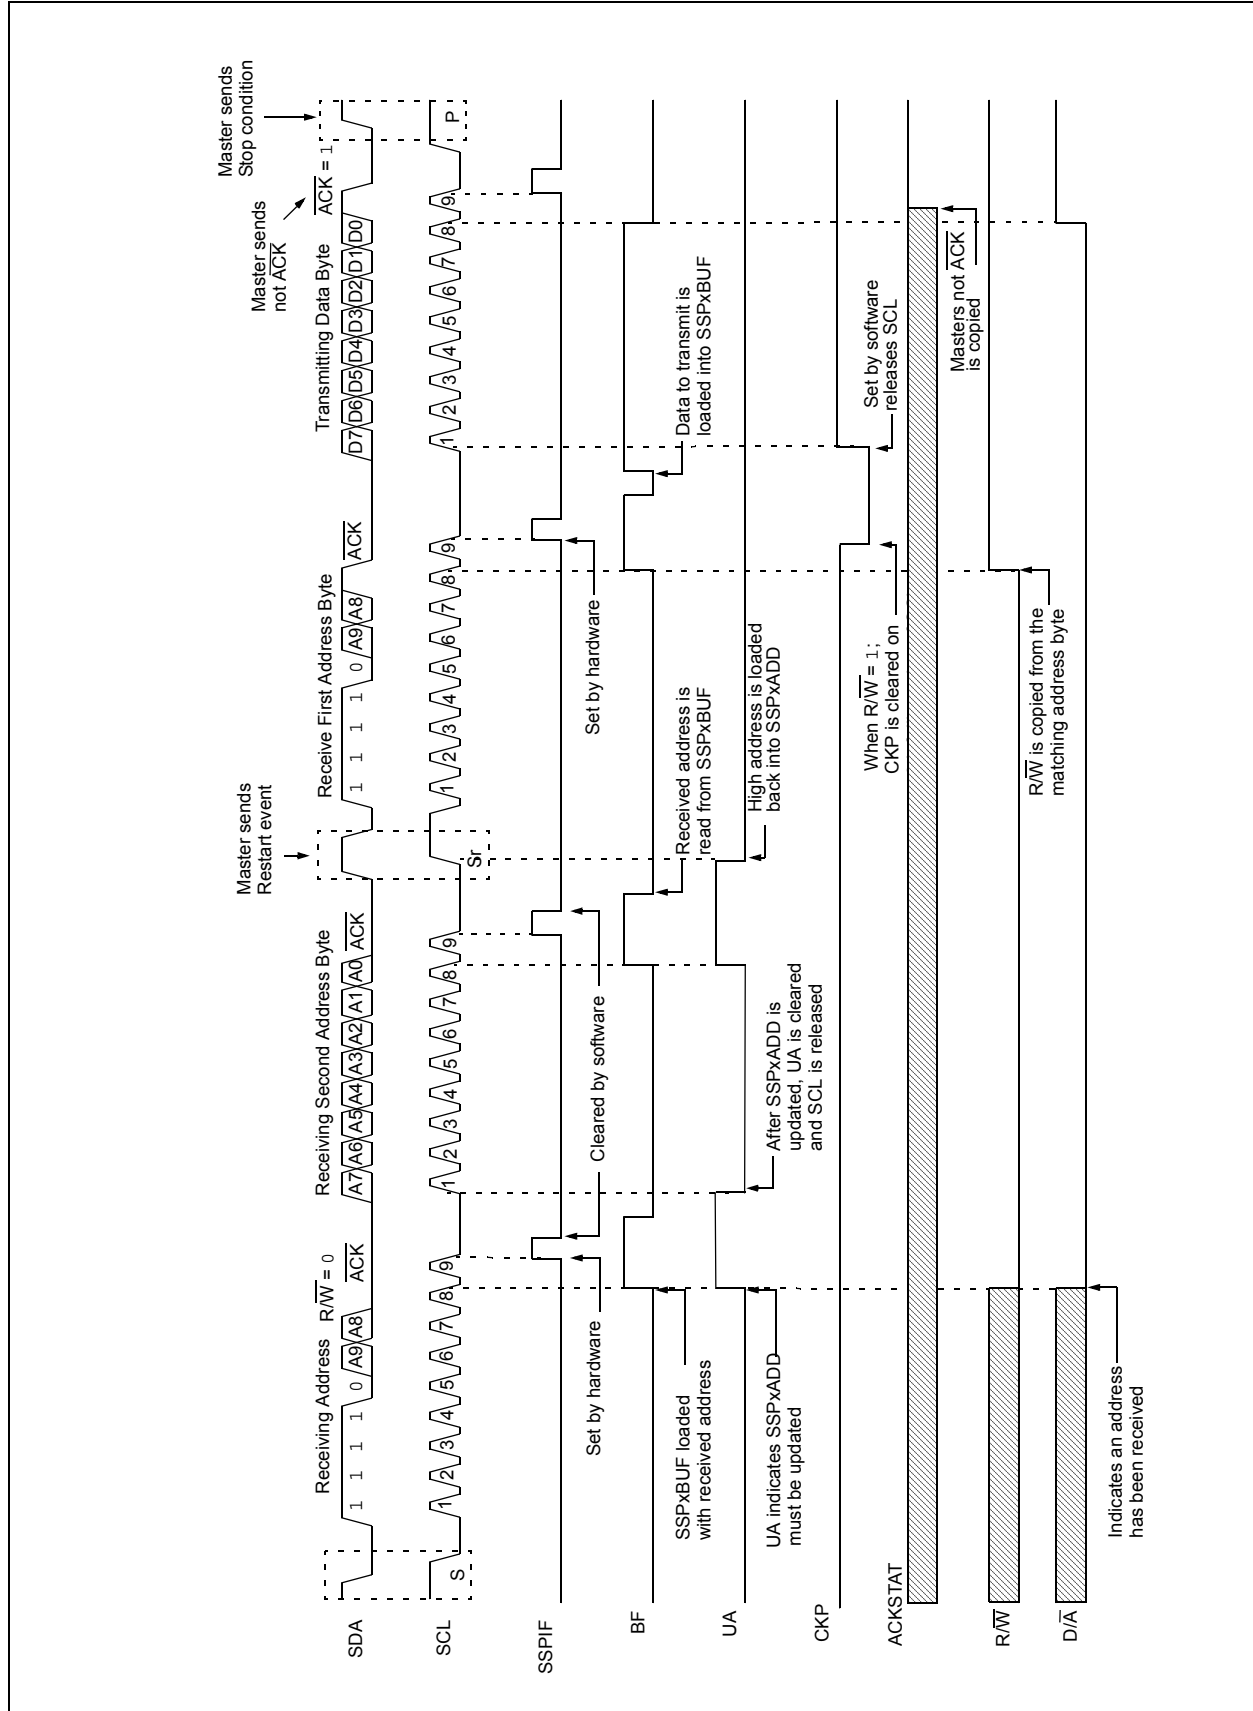 Master sends
Stop condition
Master sends
not A̅C̅K̅
A̅C̅K̅ = 1
Master sends
Restart event
Receiving Address R/W̅ = 0
A̅C̅K̅
Receiving Second Address Byte
A̅C̅K̅
Receive First Address Byte
A̅C̅K̅
Transmitting Data Byte
SDA
1 1 1 1 0 A9 A8
A7 A6 A5 A4 A3 A2 A1 A0
1 1 1 1 0 A9 A8
D7 D6 D5 D4 D3 D2 D1 D0
SCL
S
1 2 3 4 5 6 7 8 9
1 2 3 4 5 6 7 8 9
Sr
1 2 3 4 5 6 7 8 9
1 2 3 4 5 6 7 8 9
P
SSPIF
Set by hardware
Cleared by software
Set by hardware
BF
SSPxBUF loaded
with received address
Received address is
read from SSPxBUF
Data to transmit is
loaded into SSPxBUF
UA
UA indicates SSPxADD
must be updated
After SSPxADD is
updated, UA is cleared
and SCL is released
High address is loaded
back into SSPxADD
CKP
When R/W̅ = 1;
CKP is cleared on
Set by software
releases SCL
ACKSTAT
Masters not A̅C̅K̅
is copied
R/W̅
R/W̅ is copied from the
matching address byte
D/A̅
Indicates an address
has been received